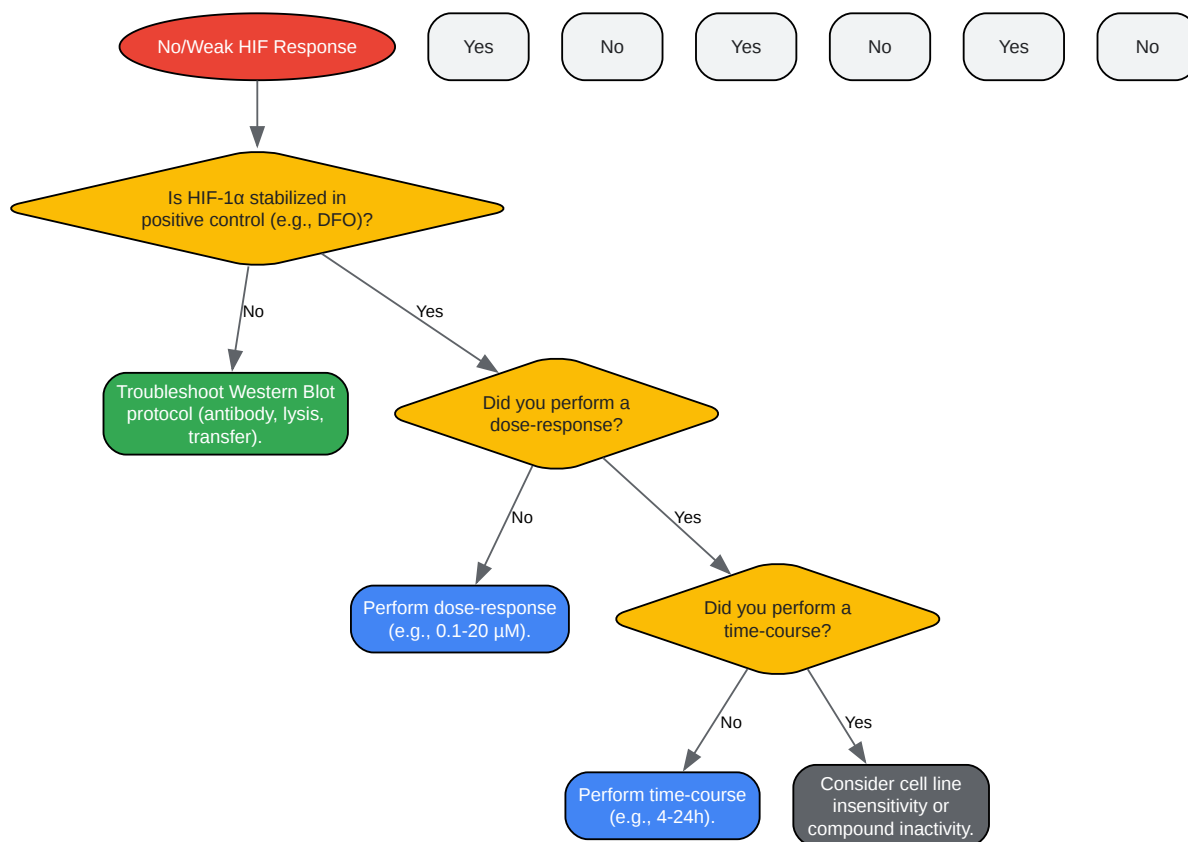 No/Weak HIF Response
Yes
No
Yes
No
Yes
No
Is HIF-1α stabilized in
positive control (e.g., DFO)?
No
Yes
Troubleshoot Western Blot
protocol (antibody, lysis,
transfer).
Did you perform a
dose-response?
No
Yes
Perform dose-response
(e.g., 0.1-20 µM).
Did you perform a
time-course?
No
Yes
Perform time-course
(e.g., 4-24h).
Consider cell line
insensitivity or
compound inactivity.